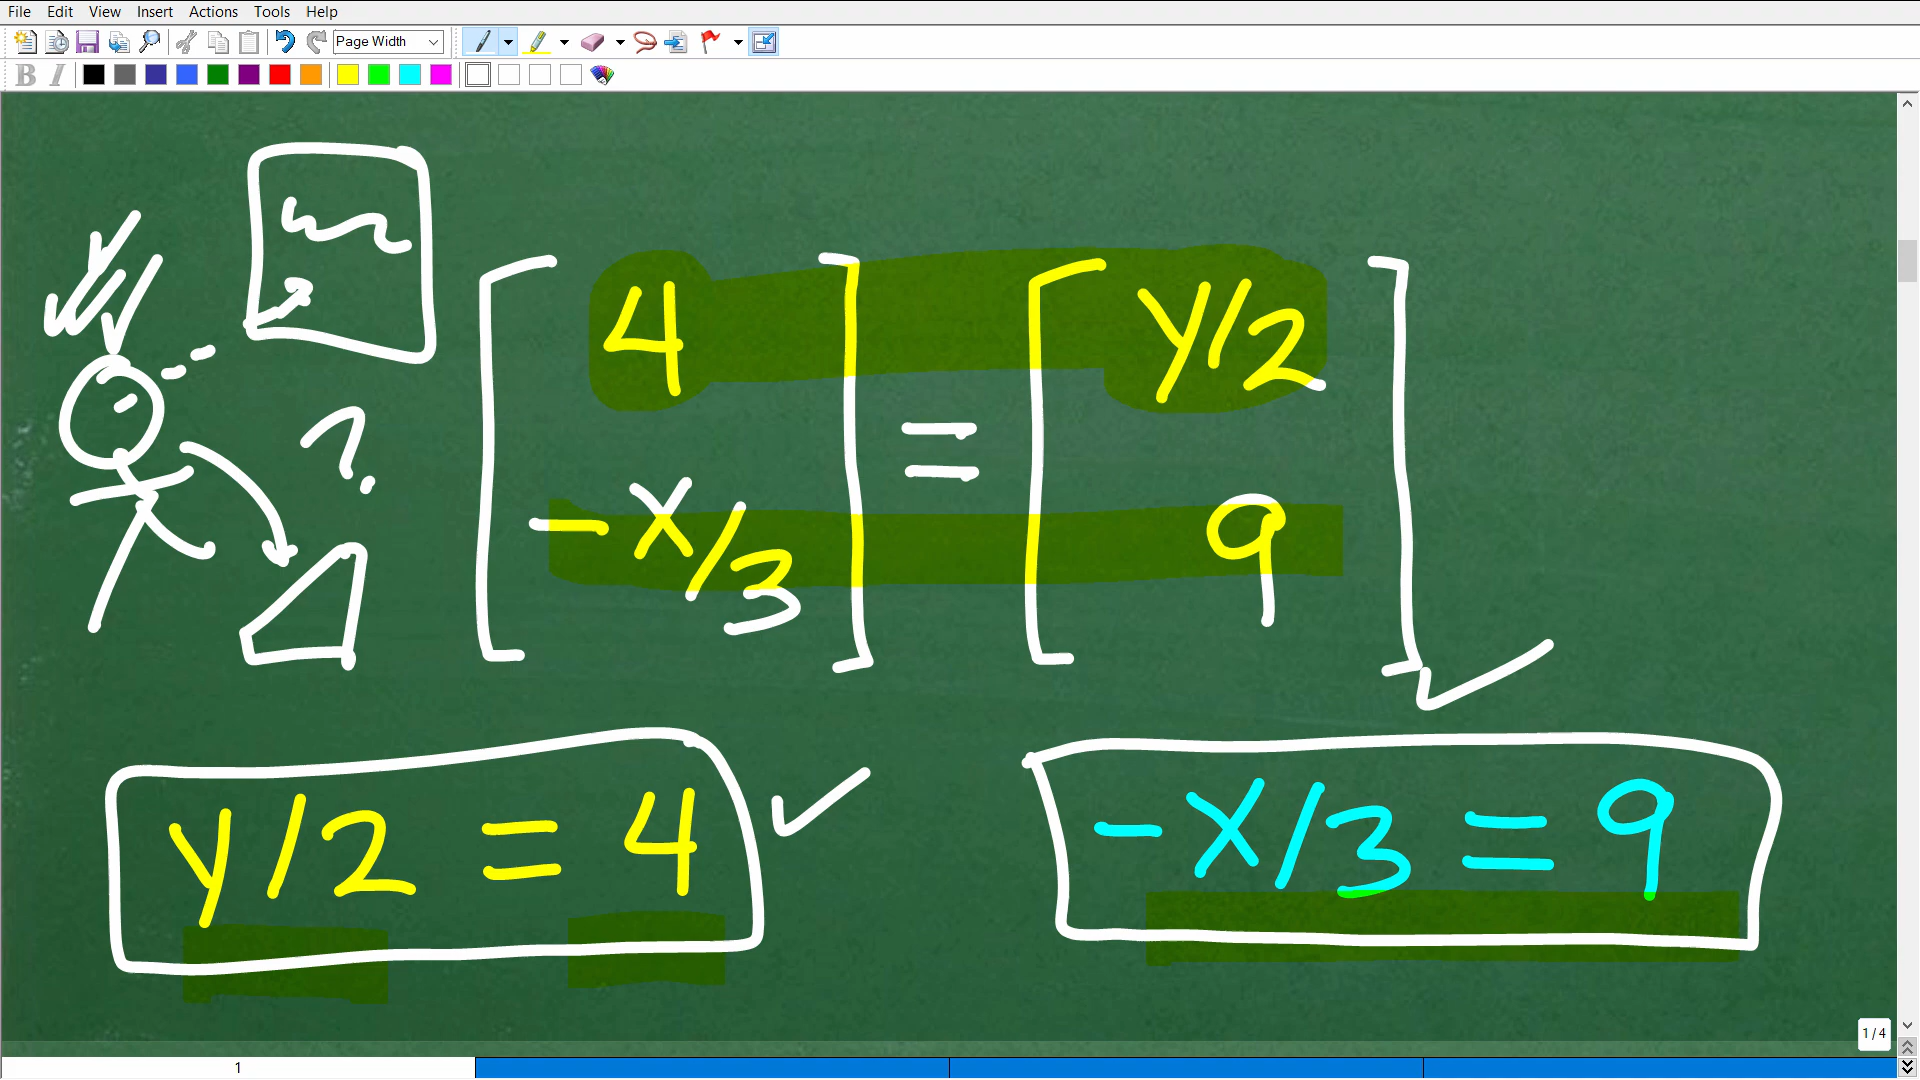 File Edit View Insert Actions Tools Help
Page Width
B I
?
4 = y/2
-x/3 9
y/2 = 4 -x/3 = 9
1 / 4
1